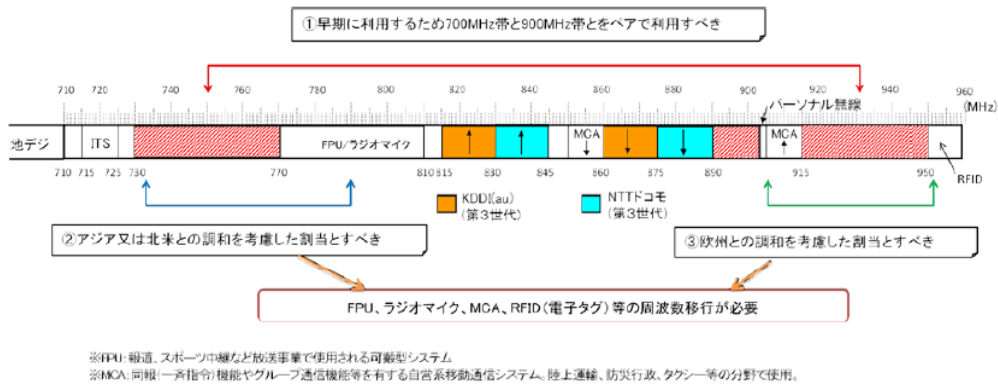 ①早期に利用するため700MHz帯と900MHz帯とをペアで利用すべき
710 720 740 760 780 800 820 840 860 880 900 920 940 960
(MHz)
パーソナル無線
地デジ ITS FPU/ラジオマイク MCA MCA
710 715 725 730 770 810 815 830 845 860 875 890 915 950
RFID
KDDI(au)
(第3世代)
NTTドコモ
(第3世代)
②アジア又は北米との調和を考慮した割当とすべき
③欧州との調和を考慮した割当とすべき
FPU、ラジオマイク、MCA、RFID(電子タグ)等の周波数移行が必要
※FPU:報道、スポーツ中継など放送事業で使用される可搬型システム
※MCA:同報(一斉指令)機能やグループ通信機能等を有する自営系移動通信システム。陸上運輸、防災行政、タクシー等の分野で使用。